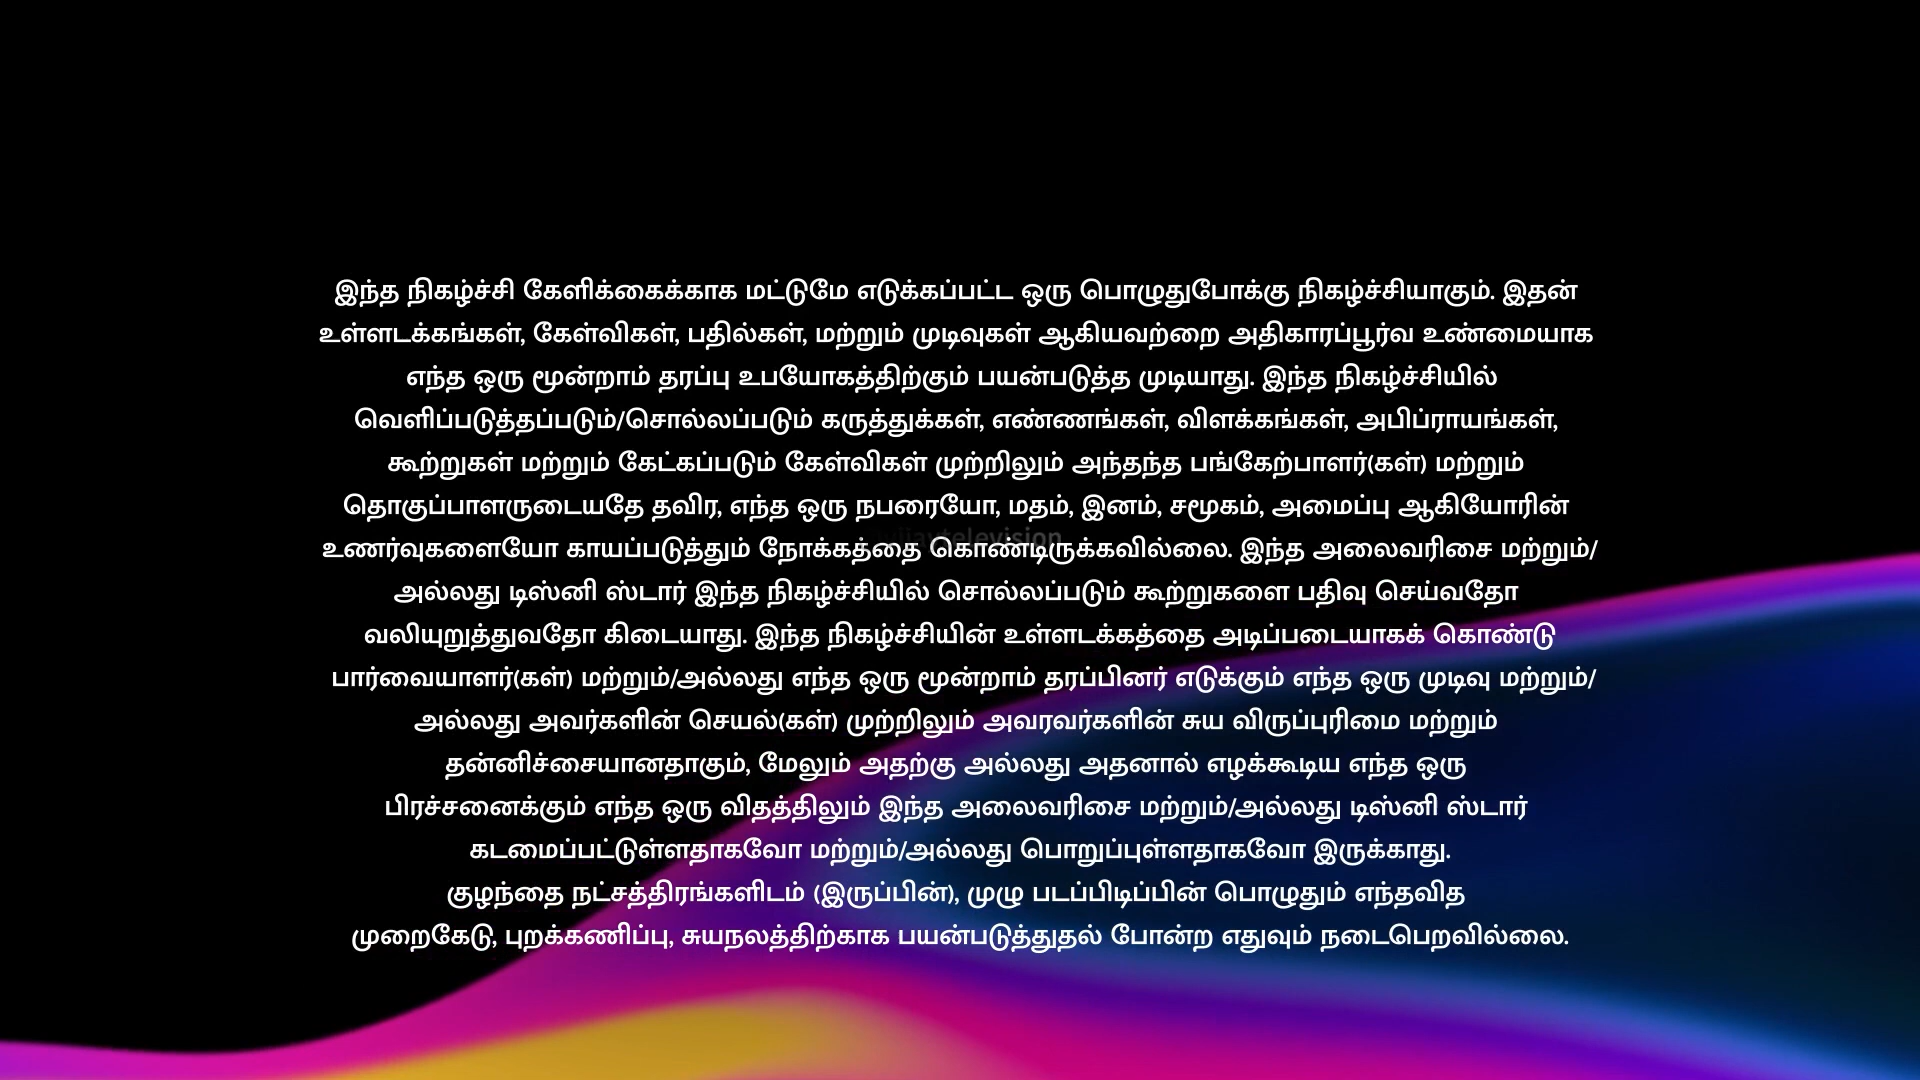 இந்த நிகழ்ச்சி கேளிக்கைக்காக மட்டுமே எடுக்கப்பட்ட ஒரு பொழுதுபோக்கு நிகழ்ச்சியாகும். இதன்
உள்ளடக்கங்கள், கேள்விகள், பதில்கள், மற்றும் முடிவுகள் ஆகியவற்றை அதிகாரப்பூர்வ உண்மையாக
எந்த ஒரு மூன்றாம் தரப்பு உபயோகத்திற்கும் பயன்படுத்த முடியாது. இந்த நிகழ்ச்சியில்
வெளிப்படுத்தப்படும்/சொல்லப்படும் கருத்துக்கள், எண்ணங்கள், விளக்கங்கள், அபிப்ராயங்கள்,
கூற்றுகள் மற்றும் கேட்கப்படும் கேள்விகள் முற்றிலும் அந்தந்த பங்கேற்பாளர்(கள்) மற்றும்
தொகுப்பாளருடையதே தவிர, எந்த ஒரு நபரையோ, மதம், இனம், சமூகம், அமைப்பு ஆகியோரின்
vijaytelevision
உணர்வுகளையோ காயப்படுத்தும் நோக்கத்தை கொண்டிருக்கவில்லை. இந்த அலைவரிசை மற்றும்/
அல்லது டிஸ்னி ஸ்டார் இந்த நிகழ்ச்சியில் சொல்லப்படும் கூற்றுகளை பதிவு செய்வதோ
வலியுறுத்துவதோ கிடையாது. இந்த நிகழ்ச்சியின் உள்ளடக்கத்தை அடிப்படையாகக் கொண்டு
பார்வையாளர்(கள்) மற்றும்/அல்லது எந்த ஒரு மூன்றாம் தரப்பினர் எடுக்கும் எந்த ஒரு முடிவு மற்றும்/
அல்லது அவர்களின் செயல்(கள்) முற்றிலும் அவரவர்களின் சுய விருப்புரிமை மற்றும்
தன்னிச்சையானதாகும், மேலும் அதற்கு அல்லது அதனால் எழக்கூடிய எந்த ஒரு
பிரச்சனைக்கும் எந்த ஒரு விதத்திலும் இந்த அலைவரிசை மற்றும்/அல்லது டிஸ்னி ஸ்டார்
கடமைப்பட்டுள்ளதாகவோ மற்றும்/அல்லது பொறுப்புள்ளதாகவோ இருக்காது.
குழந்தை நட்சத்திரங்களிடம் (இருப்பின்), முழு படப்பிடிப்பின் பொழுதும் எந்தவித
முறைகேடு, புறக்கணிப்பு, சுயநலத்திற்காக பயன்படுத்துதல் போன்ற எதுவும் நடைபெறவில்லை.